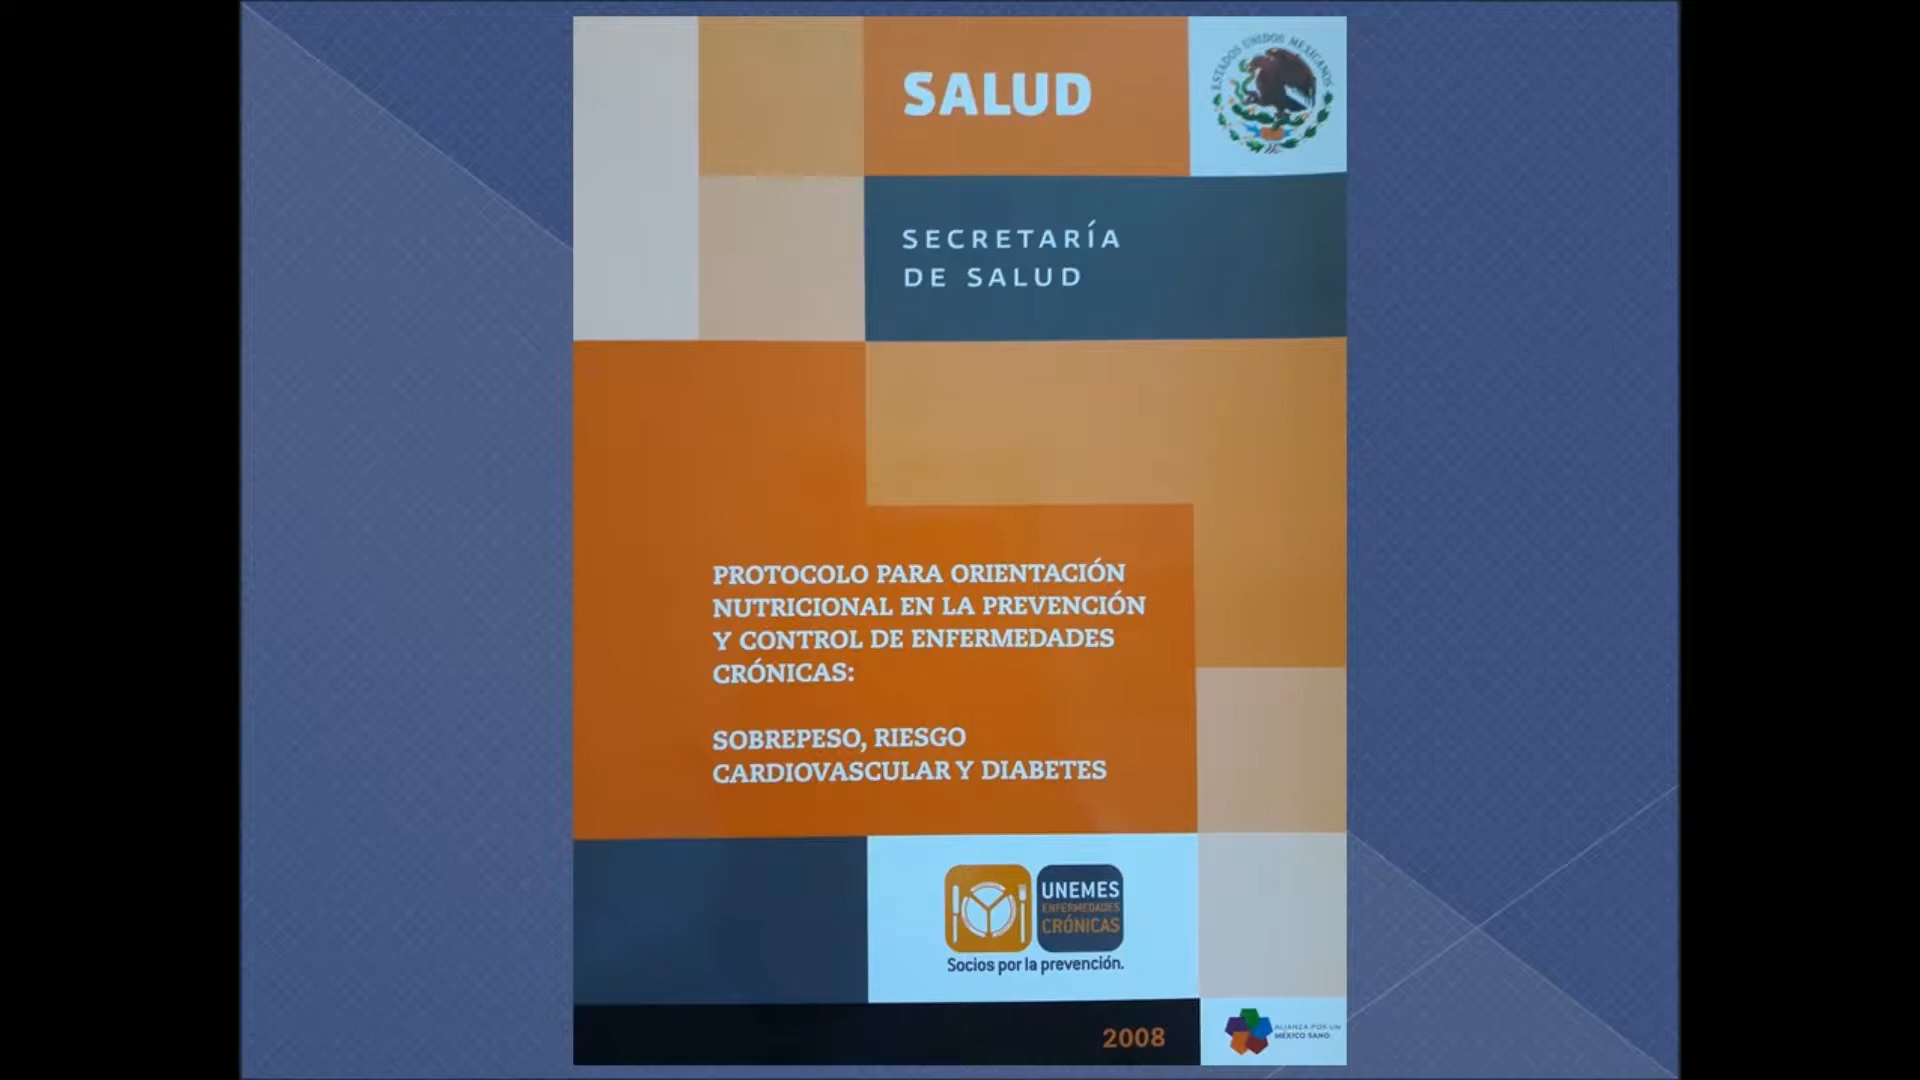 SALUD
ESTADOS UNIDOS MEXICANOS
SECRETARÍA
DE SALUD
PROTOCOLO PARA ORIENTACIÓN
NUTRICIONAL EN LA PREVENCIÓN
Y CONTROL DE ENFERMEDADES
CRÓNICAS:
SOBREPESO, RIESGO
CARDIOVASCULAR Y DIABETES
UNEMES
ENFERMEDADES
CRÓNICAS
Socios por la prevención.
2008
ALIANZA POR UN
MÉXICO SANO